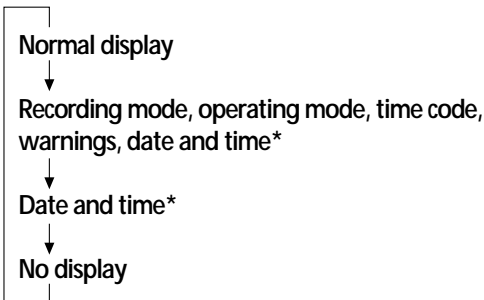 Normal display
Recording mode, operating mode, time code,
warnings, date and time*
Date and time*
No display